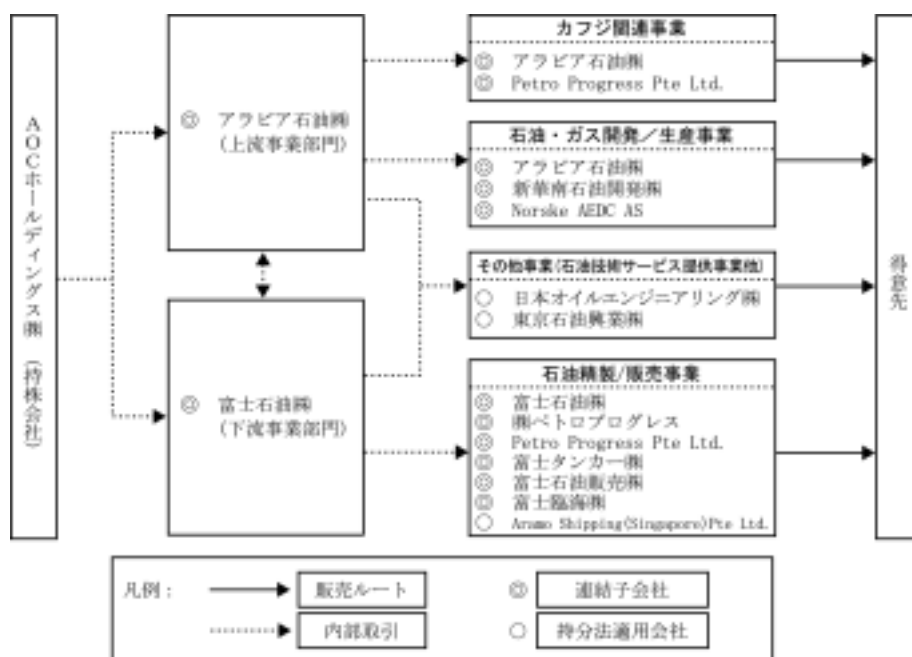 AOCホールディングス㈱ (持株会社)
◎ アラビア石油㈱
(上流事業部門)
◎ 富士石油㈱
(下流事業部門)
カフジ関連事業
◎ アラビア石油㈱
◎ Petro Progress Pte Ltd.
石油・ガス開発/生産事業
◎ アラビア石油㈱
◎ 新華南石油開発㈱
◎ Norske AEDC AS
その他事業(石油技術サービス提供事業他)
○ 日本オイルエンジニアリング㈱
○ 東京石油興業㈱
石油精製/販売事業
◎ 富士石油㈱
◎ ㈱ペトロプログレス
◎ Petro Progress Pte Ltd.
◎ 富士タンカー㈱
◎ 富士石油販売㈱
◎ 富士臨海㈱
○ Aramo Shipping(Singapore)Pte Ltd.
得意先
凡例:
販売ルート
◎ 連結子会社
内部取引
○ 持分法適用会社